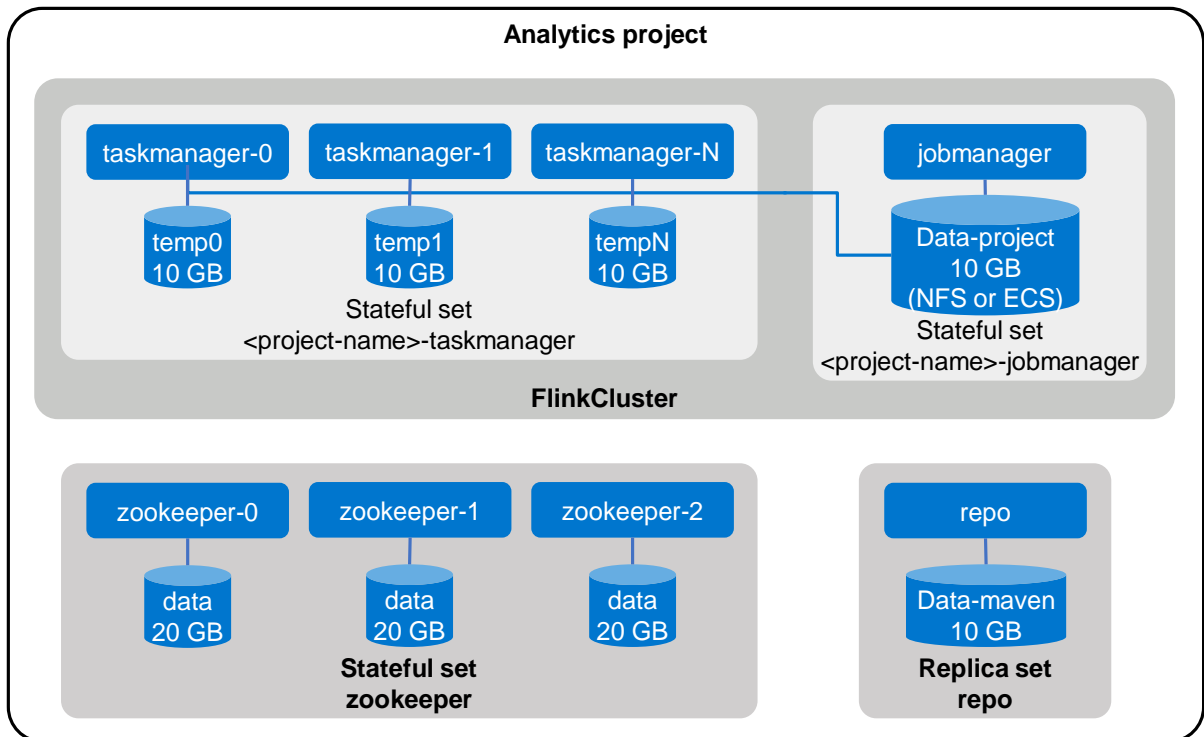 Analytics project
taskmanager-0
taskmanager-1
taskmanager-N
jobmanager
temp0
10 GB
temp1
10 GB
tempN
10 GB
Data-project
10 GB
(NFS or ECS)
Stateful set
<project-name>-taskmanager
Stateful set
<project-name>-jobmanager
FlinkCluster
zookeeper-0
zookeeper-1
zookeeper-2
repo
data
20 GB
data
20 GB
data
20 GB
Data-maven
10 GB
Stateful set
zookeeper
Replica set
repo